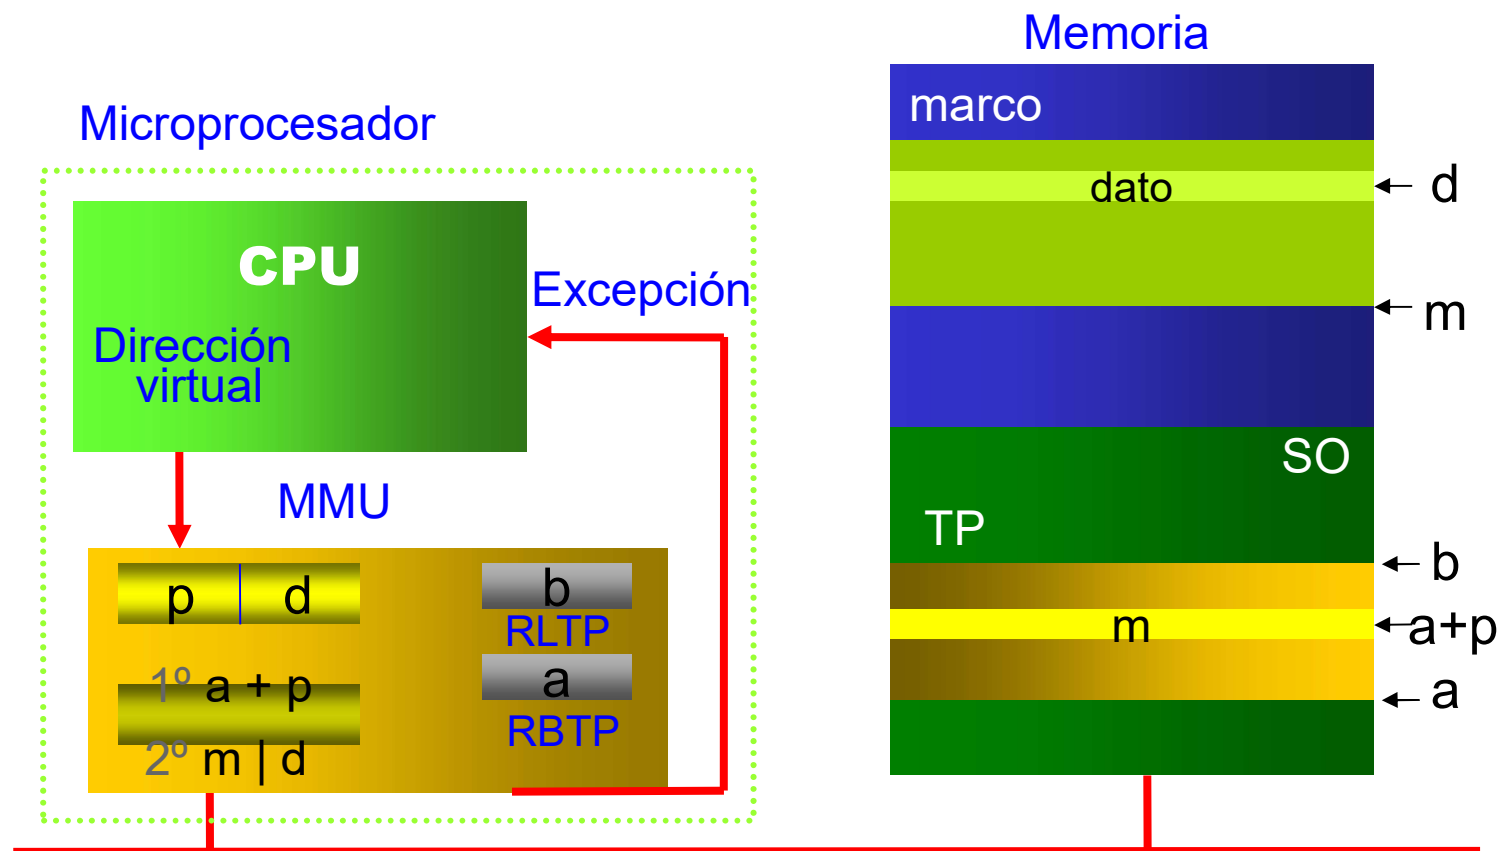 Memoria
marco
Microprocesador
dato
d
CPU
Excepción
m
Dirección
virtual
SO
MMU
TP
b
p d
b
RLTP
m
a+p
1º a + p
a
a
RBTP
2º m | d